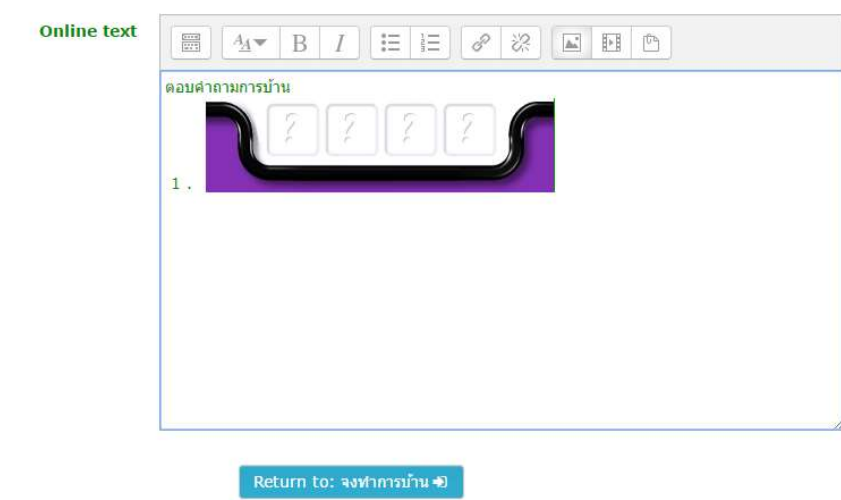 Online text
ตอบคำถามการบ้าน
? ? ? ?
1 .
Return to: จงทำการบ้าน